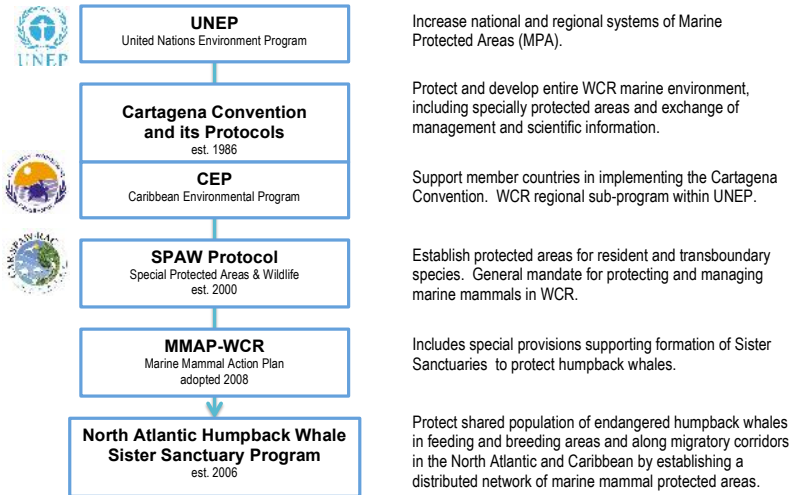 UNEP
United Nations Environment Program
Increase national and regional systems of Marine
Protected Areas (MPA).
UNEP
Cartagena Convention
and its Protocols
est. 1986
Protect and develop entire WCR marine environment,
including specially protected areas and exchange of
management and scientific information.
CEP
Caribbean Environmental Program
Support member countries in implementing the Cartagena
Convention.  WCR regional sub-program within UNEP.
CAR-SPAW-RAC
SPAW Protocol
Special Protected Areas & Wildlife
est. 2000
Establish protected areas for resident and transboundary
species.  General mandate for protecting and managing
marine mammals in WCR.
MMAP-WCR
Marine Mammal Action Plan
adopted 2008
Includes special provisions supporting formation of Sister
Sanctuaries  to protect humpback whales.
North Atlantic Humpback Whale
Sister Sanctuary Program
est. 2006
Protect shared population of endangered humpback whales
in feeding and breeding areas and along migratory corridors
in the North Atlantic and Caribbean by establishing a
distributed network of marine mammal protected areas.